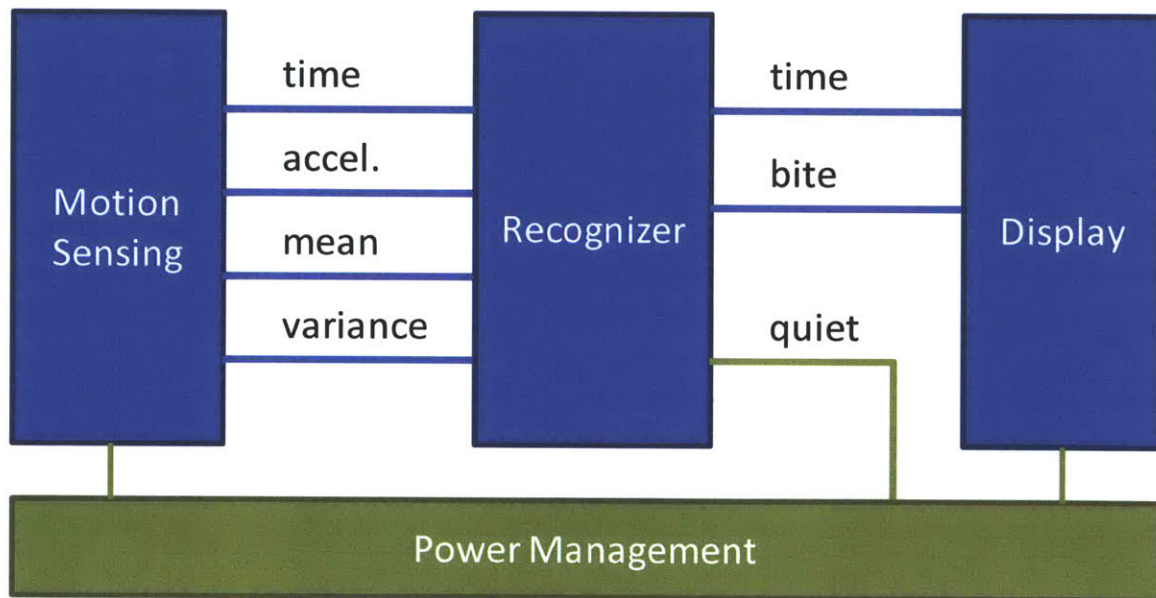 time
accel.
mean
variance
Motion
Sensing
Recognizer
time
bite
quiet
Display
Power Management